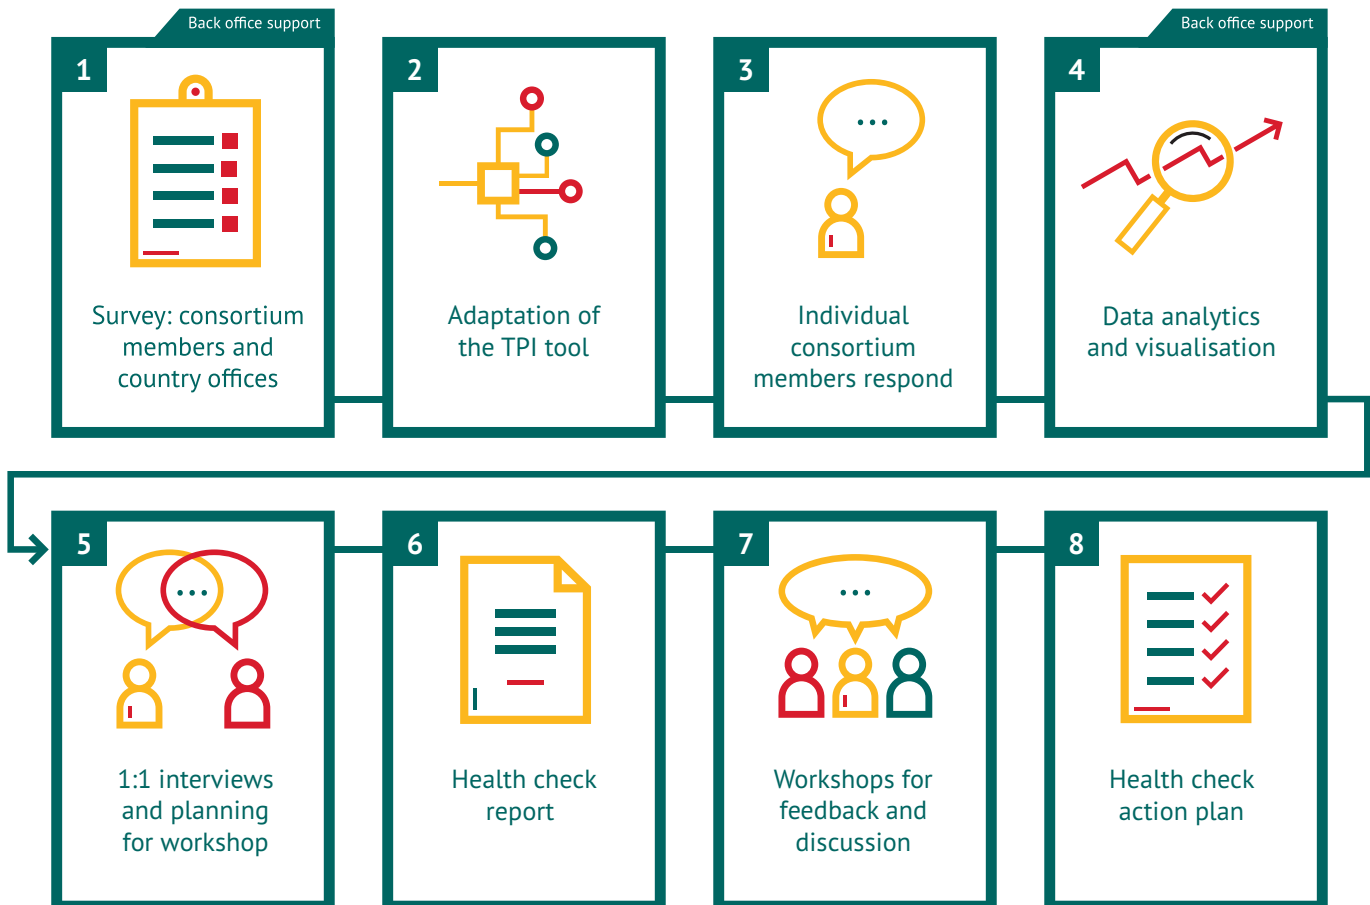 Back office support
1
Survey: consortium
members and
country offices
2
Adaptation of
the TPI tool
3
Individual
consortium
members respond
Back office support
4
Data analytics
and visualisation
5
1:1 interviews
and planning
for workshop
6
Health check
report
7
Workshops for
feedback and
discussion
8
Health check
action plan